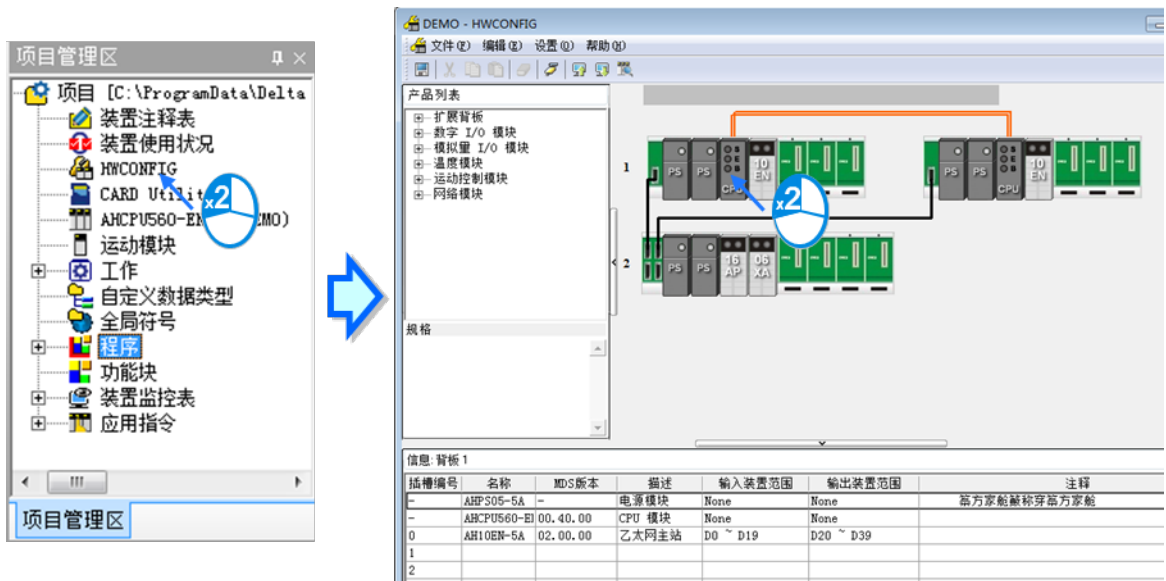 项目管理区
项目 [C:\ProgramData\Delta
装置注释表
装置使用状况
HWCONFIG
CARD Utilit
x2
AHCPU560-EN
MO)
运动模块
工作
自定义数据类型
全局符号
程序
功能块
装置监控表
应用指令
项目管理区
DEMO - HWCONFIG
文件(F) 编辑(E) 设置(O) 帮助(H)
产品列表
扩展背板
数字 I/O 模块
模拟量 I/O 模块
温度模块
运动控制模块
网络模块
规格
1
PS PS CPU 10 EN
x2
PS PS CPU 10 EN
2
PS PS 16 AP 06 XA
信息: 背板 1
插槽编号 名称 MDS版本 描述 输入装置范围 输出装置范围 注释
- AHPS05-5A - 电源模块 None None
- AHCPU560-E 00.40.00 CPU 模块 None None
0 AH10EN-5A 02.00.00 乙太网主站 D0 ~ D19 D20 ~ D39
1
2